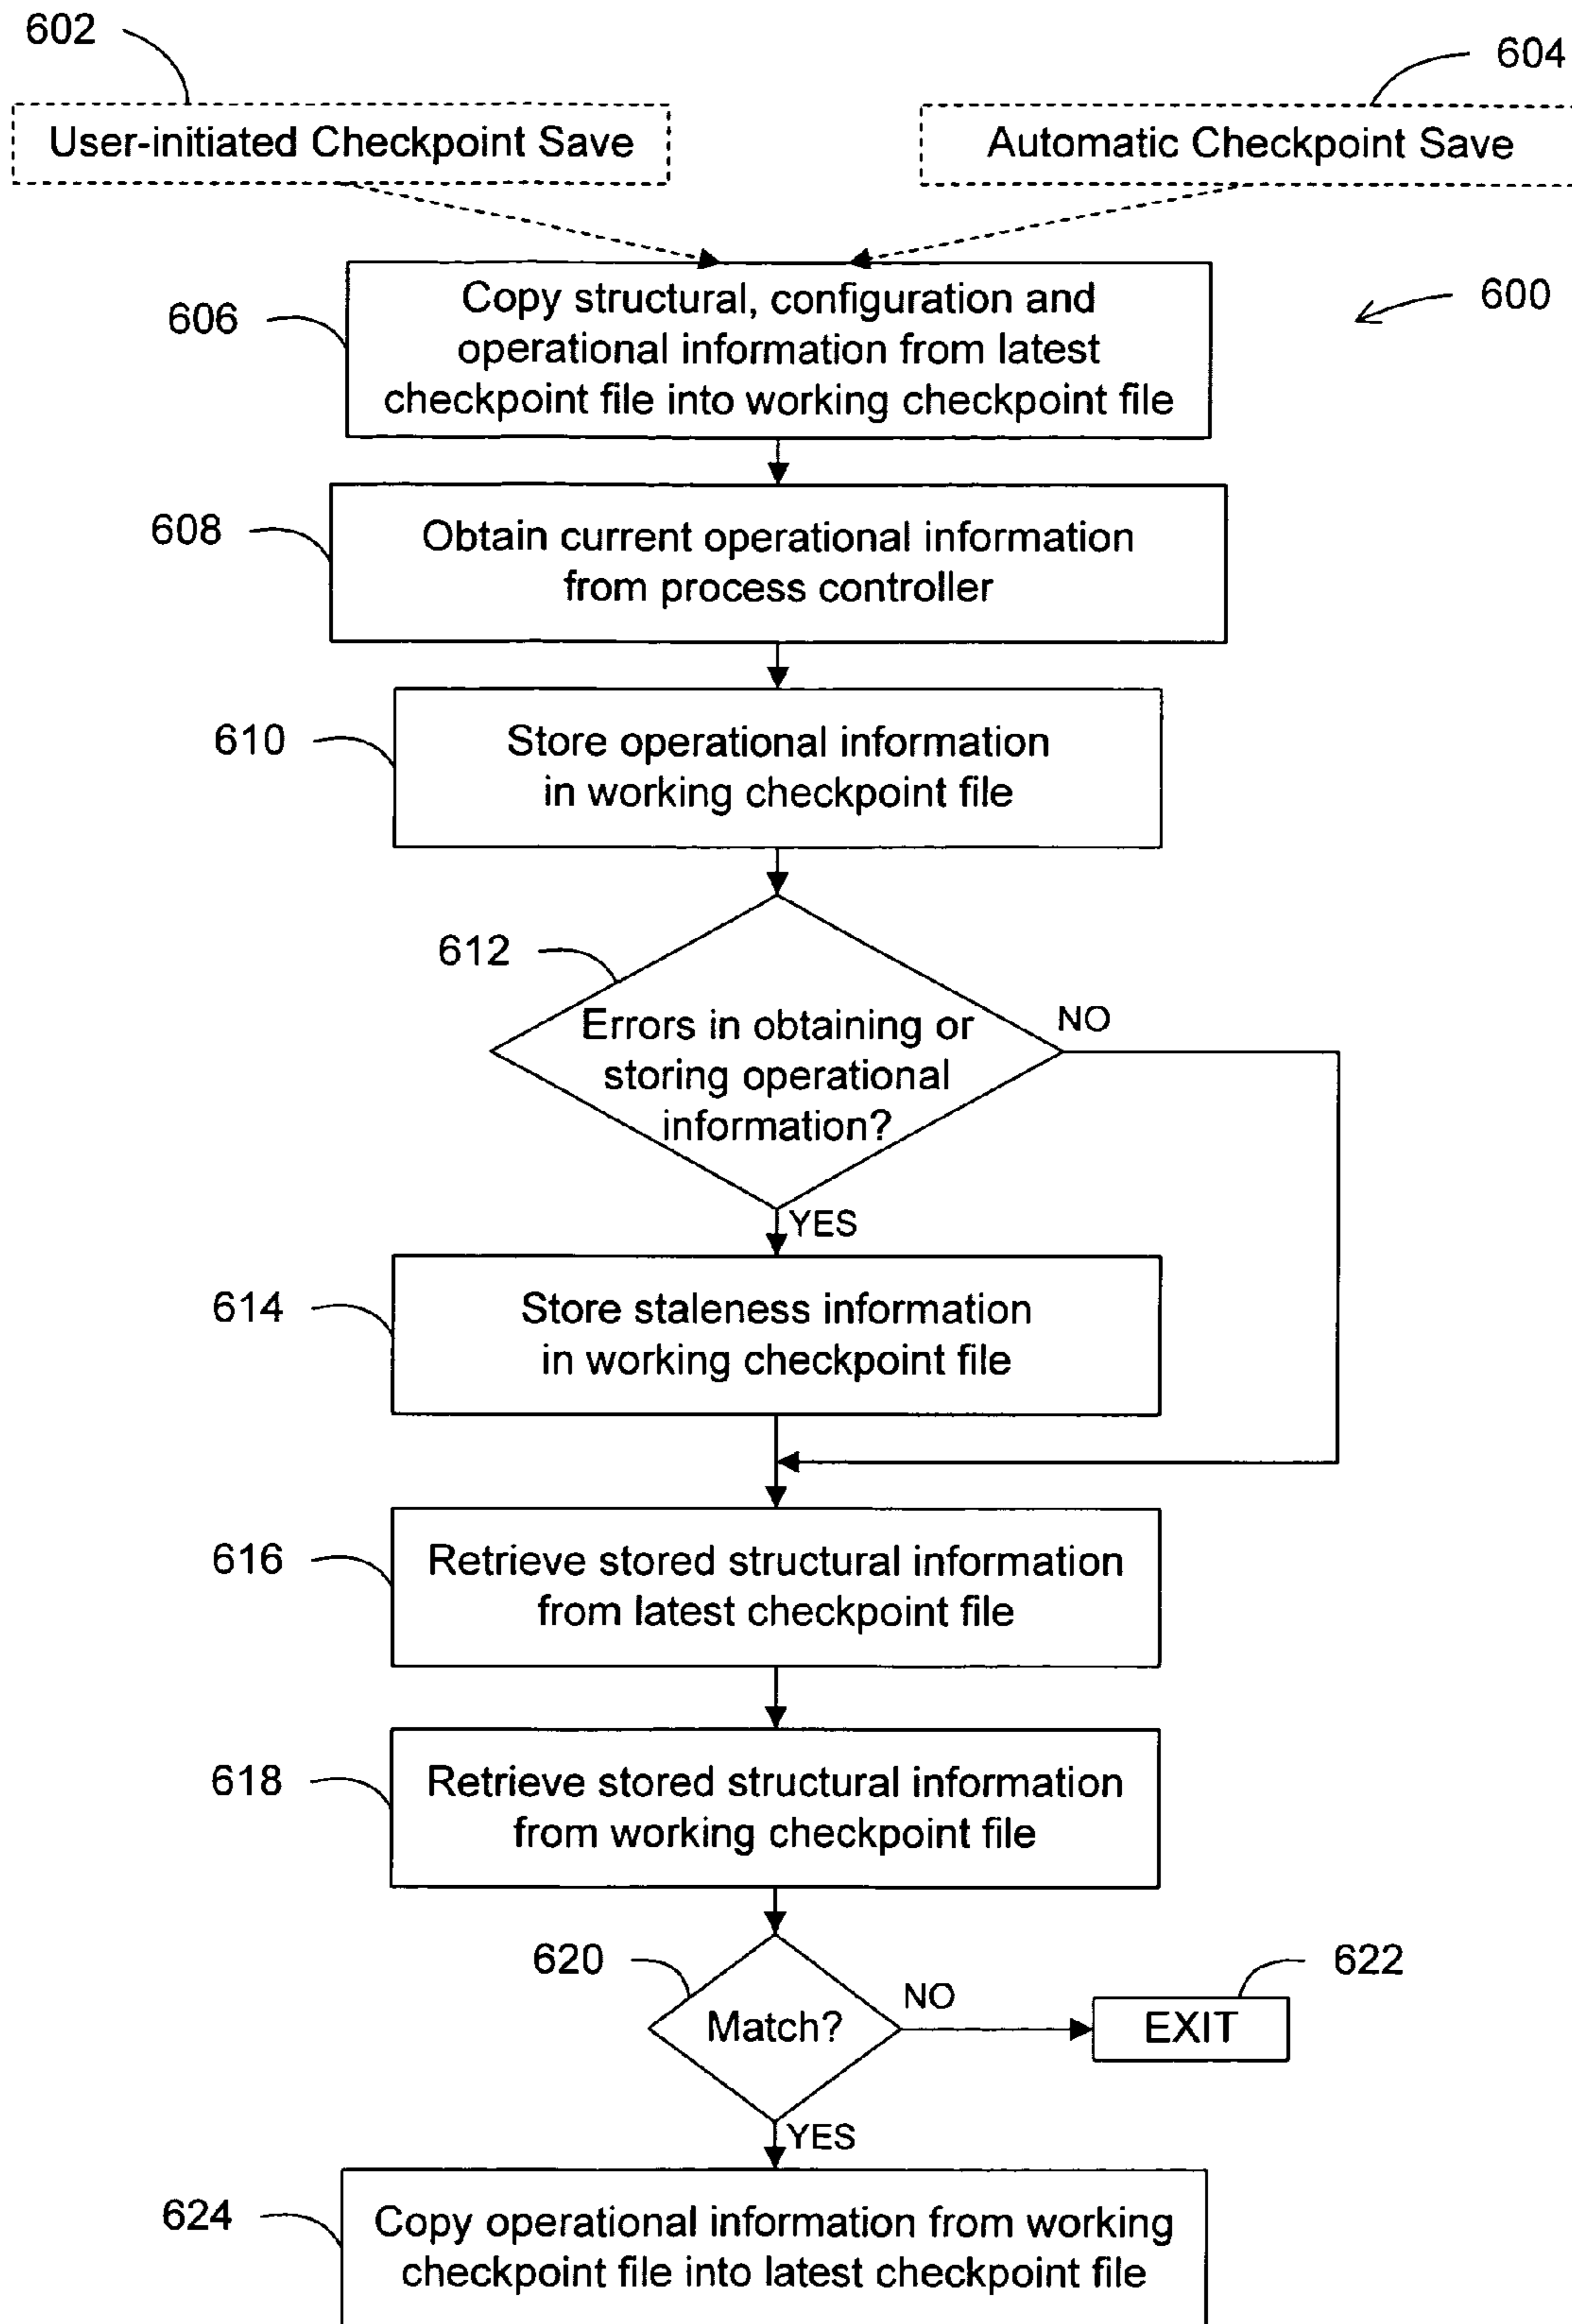 602
604
User-initiated Checkpoint Save
Automatic Checkpoint Save
600
606
Copy structural, configuration and
operational information from latest
checkpoint file into working checkpoint file
608
Obtain current operational information
from process controller
610
Store operational information
in working checkpoint file
612
Errors in obtaining or
storing operational
information?
NO
YES
614
Store staleness information
in working checkpoint file
616
Retrieve stored structural information
from latest checkpoint file
618
Retrieve stored structural information
from working checkpoint file
620
Match?
NO
622
EXIT
YES
624
Copy operational information from working
checkpoint file into latest checkpoint file